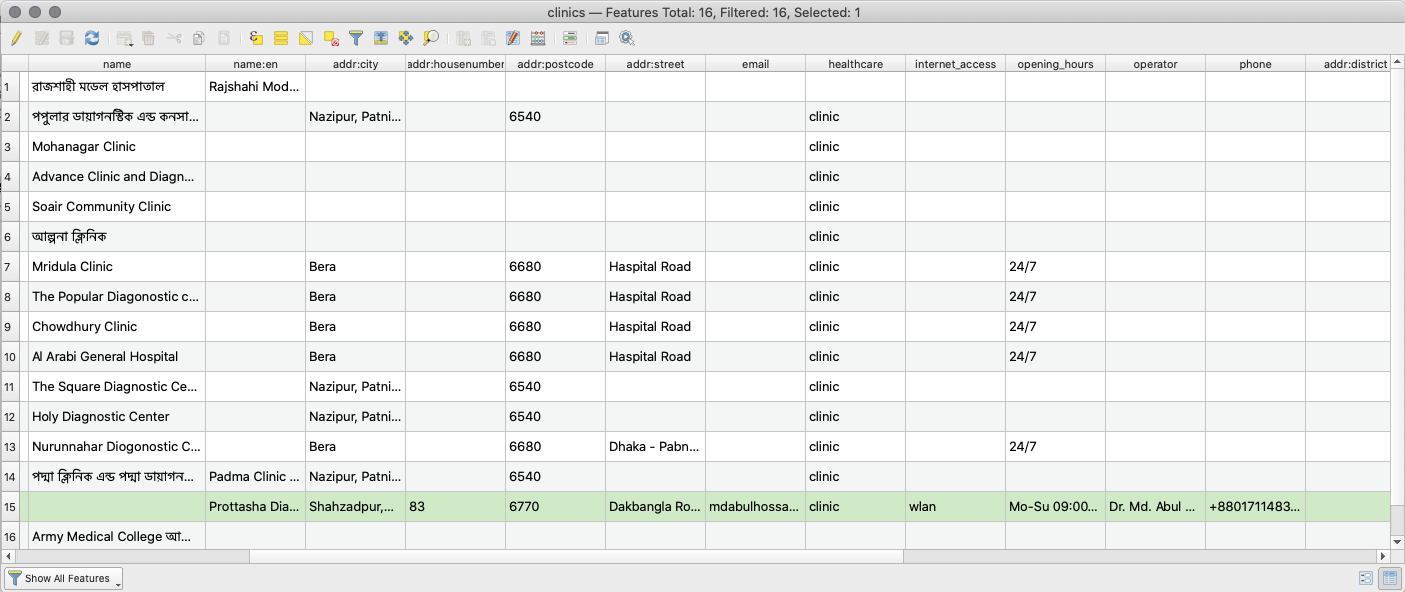 clinics — Features Total: 16, Filtered: 16, Selected: 1
name name:en addr:city addr:housenumber addr:postcode addr:street email healthcare internet_access opening_hours operator phone addr:district
1 রাজশাহী মডেল হাসপাতাল Rajshahi Mod...
2 পপুলার ডায়াগনষ্টিক এন্ড কনসা... Nazipur, Patni... 6540 clinic
3 Mohanagar Clinic clinic
4 Advance Clinic and Diagn... clinic
5 Soair Community Clinic clinic
6 আল্পনা ক্লিনিক clinic
7 Mridula Clinic Bera 6680 Haspital Road clinic 24/7
8 The Popular Diagonostic c... Bera 6680 Haspital Road clinic 24/7
9 Chowdhury Clinic Bera 6680 Haspital Road clinic 24/7
10 Al Arabi General Hospital Bera 6680 Haspital Road clinic 24/7
11 The Square Diagnostic Ce... Nazipur, Patni... 6540 clinic
12 Holy Diagnostic Center Nazipur, Patni... 6540 clinic
13 Nurunnahar Diogonostic C... Bera 6680 Dhaka - Pabn... clinic 24/7
14 পদ্মা ক্লিনিক এন্ড পদ্মা ডায়াগন... Padma Clinic ... Nazipur, Patni... 6540 clinic
15 Prottasha Dia... Shahzadpur,... 83 6770 Dakbangla Ro... mdabulhossa... clinic wlan Mo-Su 09:00... Dr. Md. Abul ... +8801711483...
16 Army Medical College আ...
Show All Features